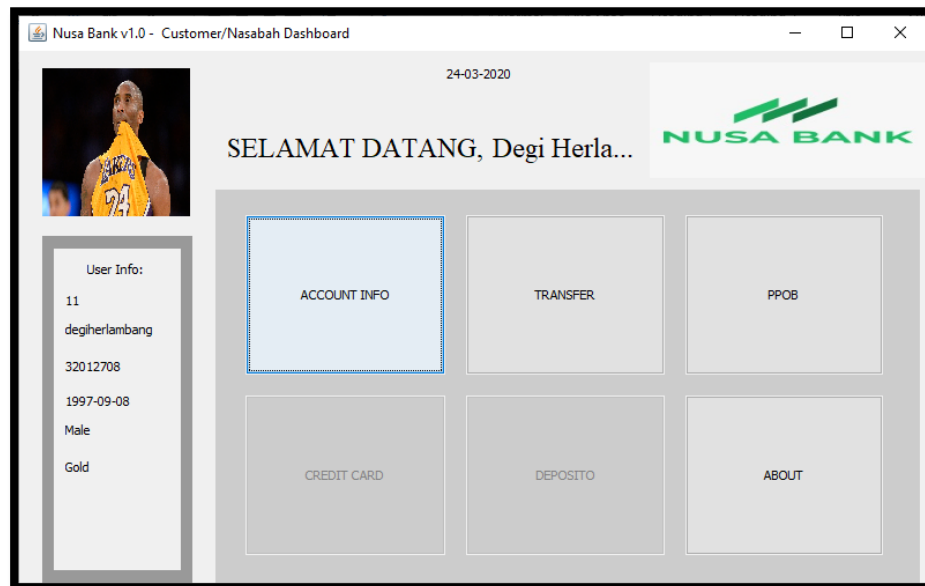 Nusa Bank v1.0 - Customer/Nasabah Dashboard
24-03-2020
SELAMAT DATANG, Degi Herla...
NUSA BANK
24
User Info:
11
degiherlambang
32012708
1997-09-08
Male
Gold
ACCOUNT INFO
TRANSFER
PPOB
CREDIT CARD
DEPOSITO
ABOUT